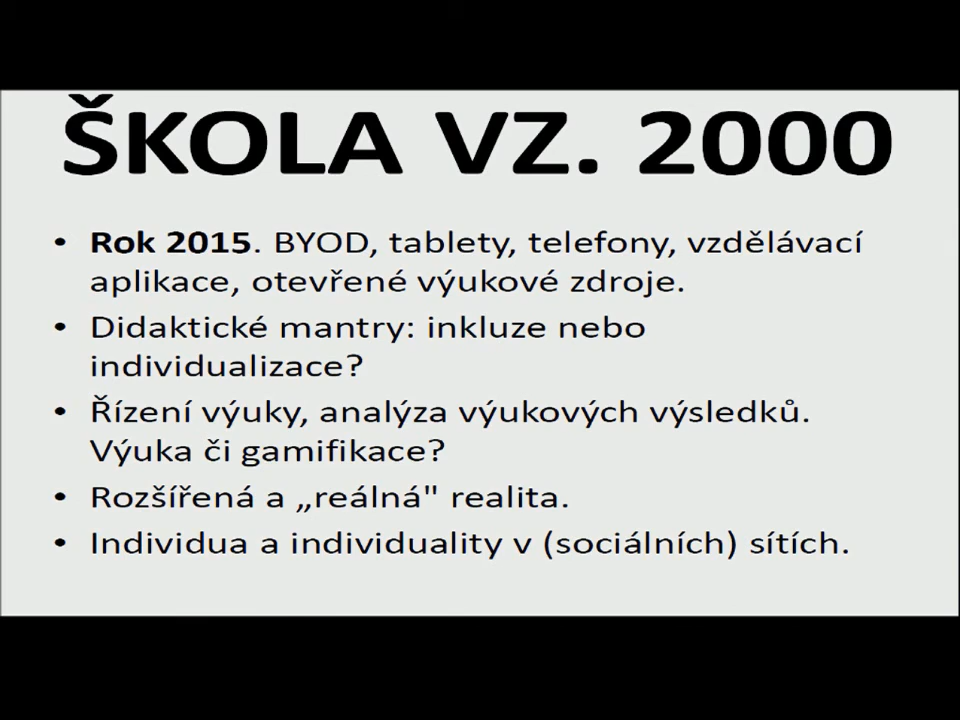 ŠKOLA VZ. 2000
• Rok 2015. BYOD, tablety, telefony, vzdělávací
aplikace, otevřené výukové zdroje.
• Didaktické mantry: inkluze nebo
individualizace?
• Řízení výuky, analýza výukových výsledků.
Výuka či gamifikace?
• Rozšířená a „reálná" realita.
• Individua a individuality v (sociálních) sítích.